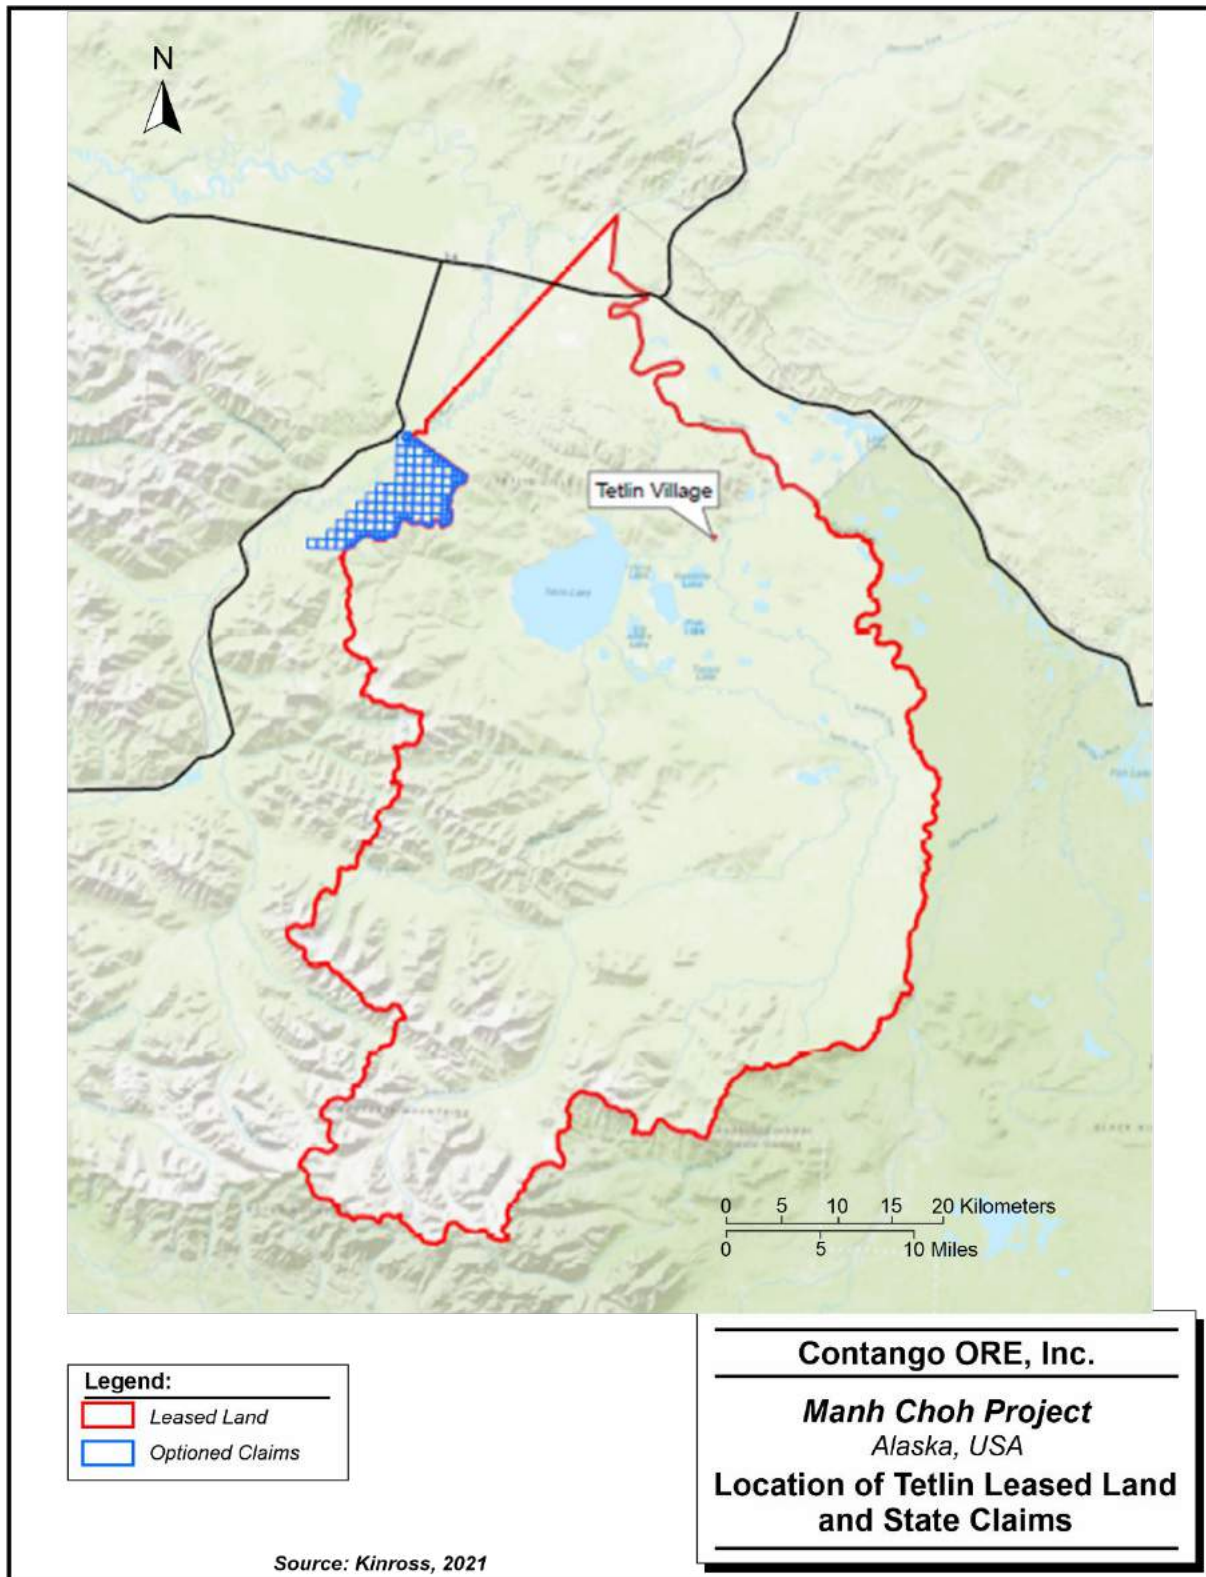 N
Tetlin Village
0 5 10 15 20 Kilometers
0 5 10 Miles
Contango ORE, Inc.
Manh Choh Project
Alaska, USA
Location of Tetlin Leased Land
and State Claims
Legend:
Leased Land
Optioned Claims
Source: Kinross, 2021